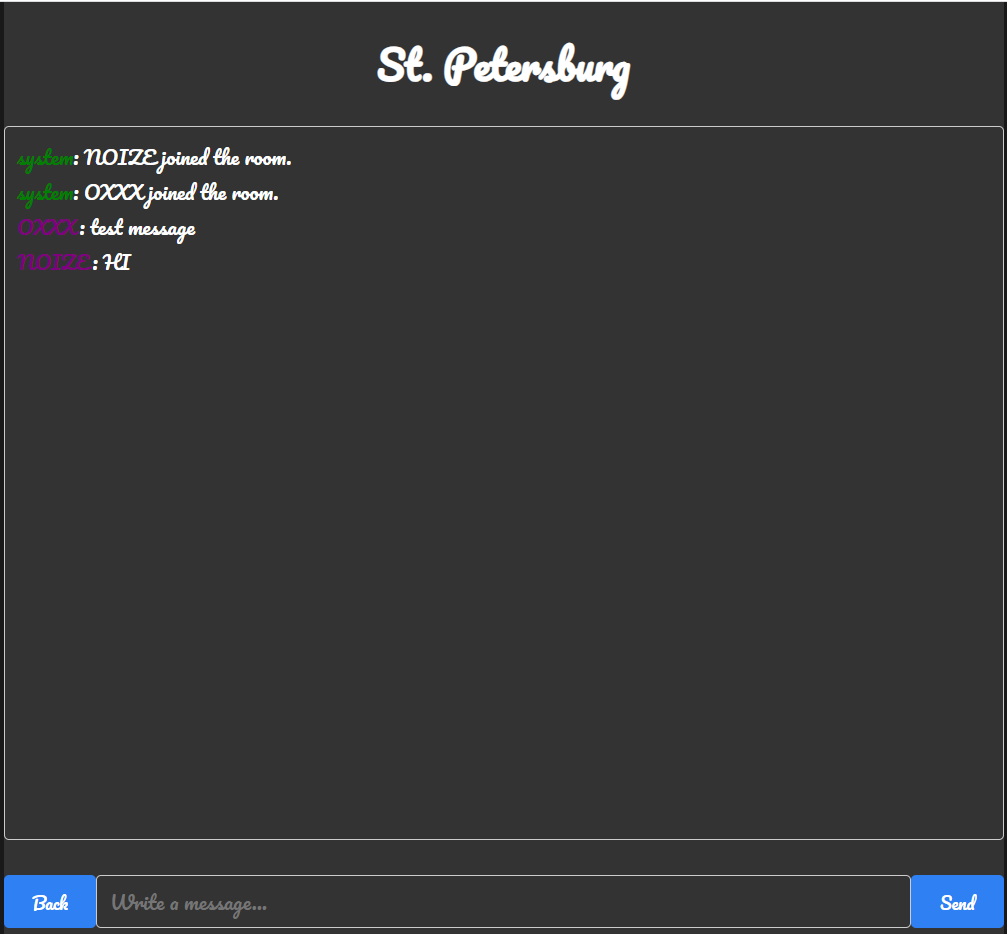 St. Petersburg
system: NOIZE joined the room.
system: OXXX joined the room.
OXXX: test message
NOIZE: HI
Back
Write a message...
Send